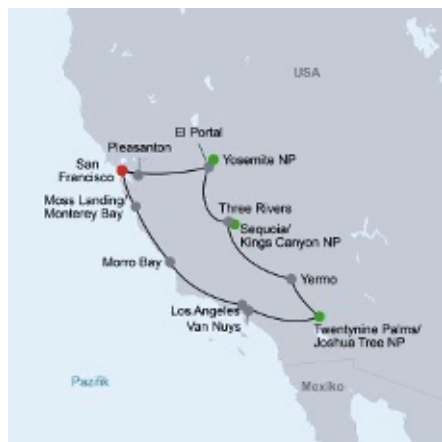 USA
Pleasanton
El Portal
San
Francisco
Yosemite NP
Moss Landing/
Monterey Bay
Three Rivers
Sequoia/
Kings Canyon NP
Morro Bay
Yermo
Los Angeles
Van Nuys
Twentynine Palms/
Joshua Tree NP
Pazifik
Mexiko